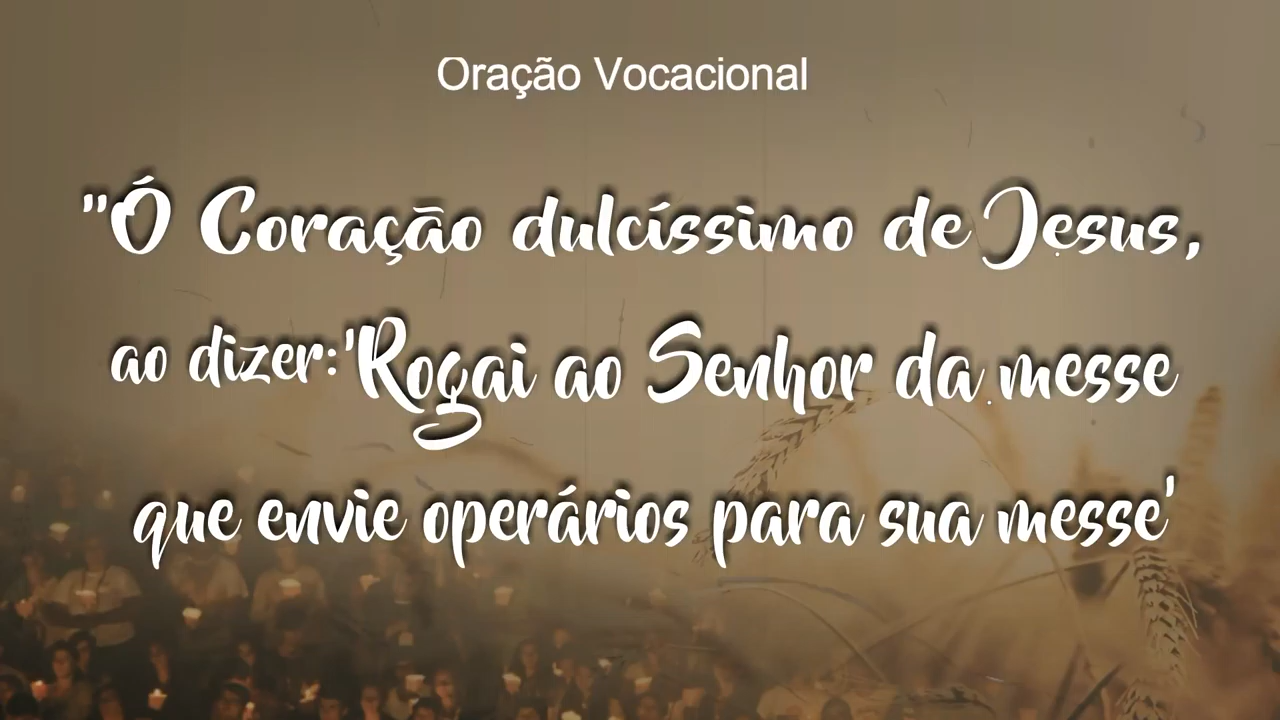 Oração Vocacional
"Ó Coração dulcíssimo de Jesus,
ao dizer:'Rogai ao Senhor da messe
que envie operários para sua messe'